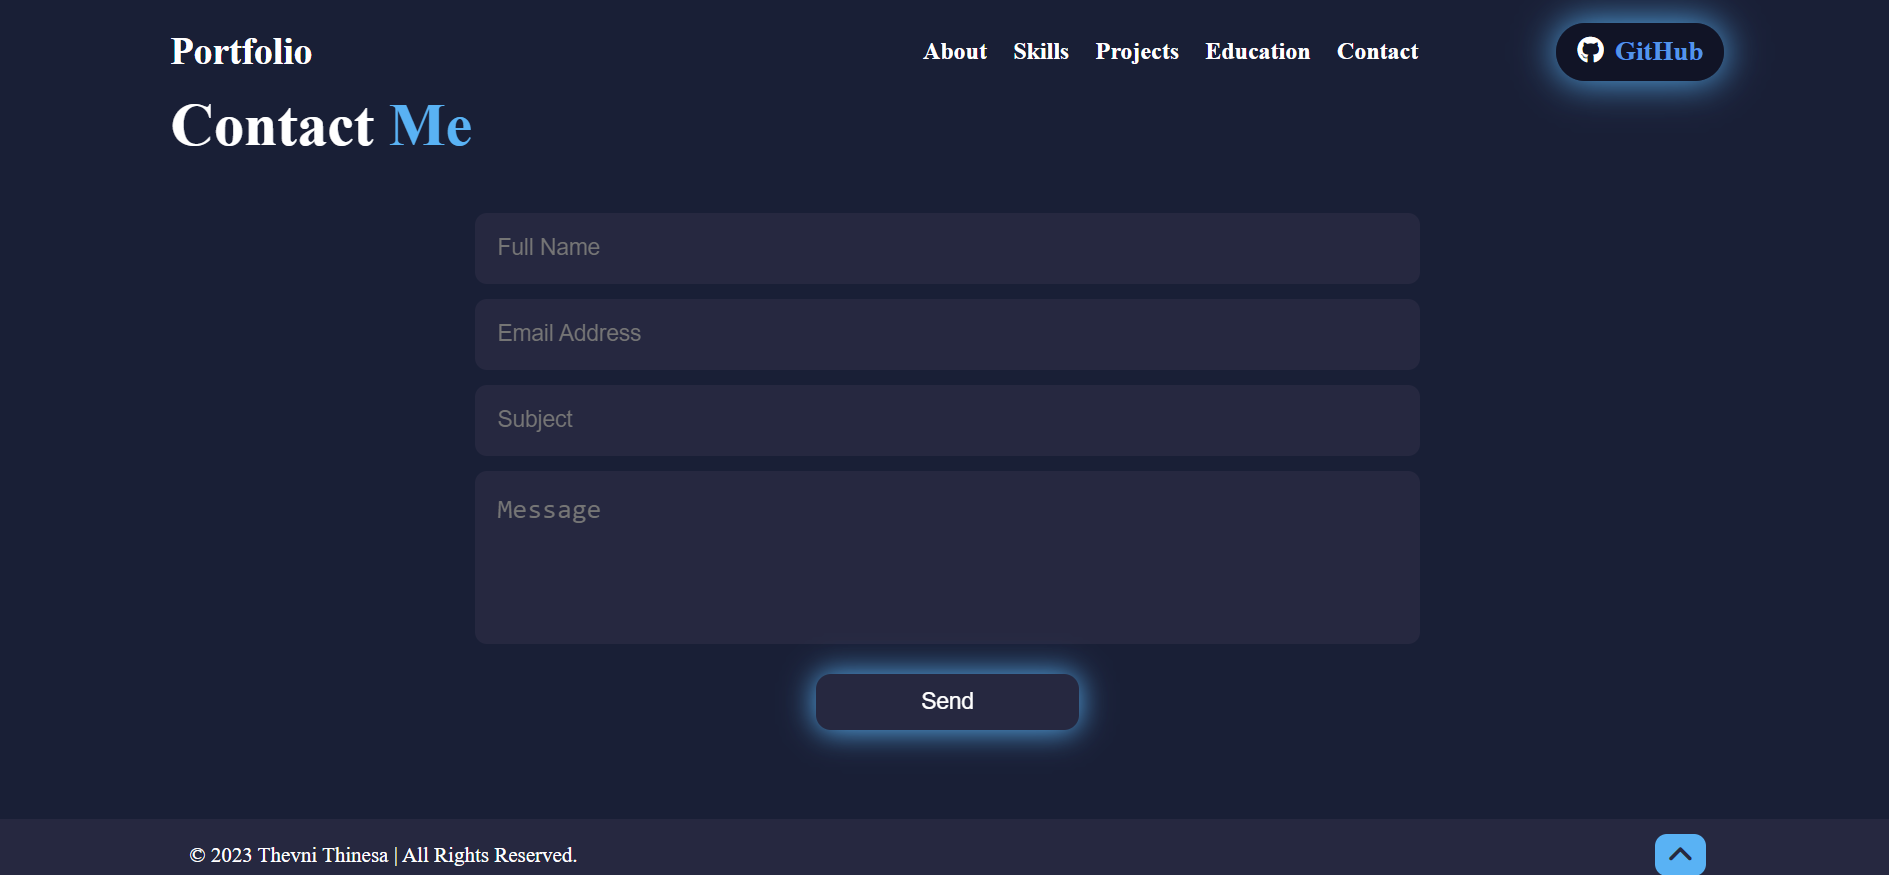 Portfolio
About Skills Projects Education Contact
GitHub
Contact Me
Full Name
Email Address
Subject
Message
Send
© 2023 Thevni Thinesa | All Rights Reserved.